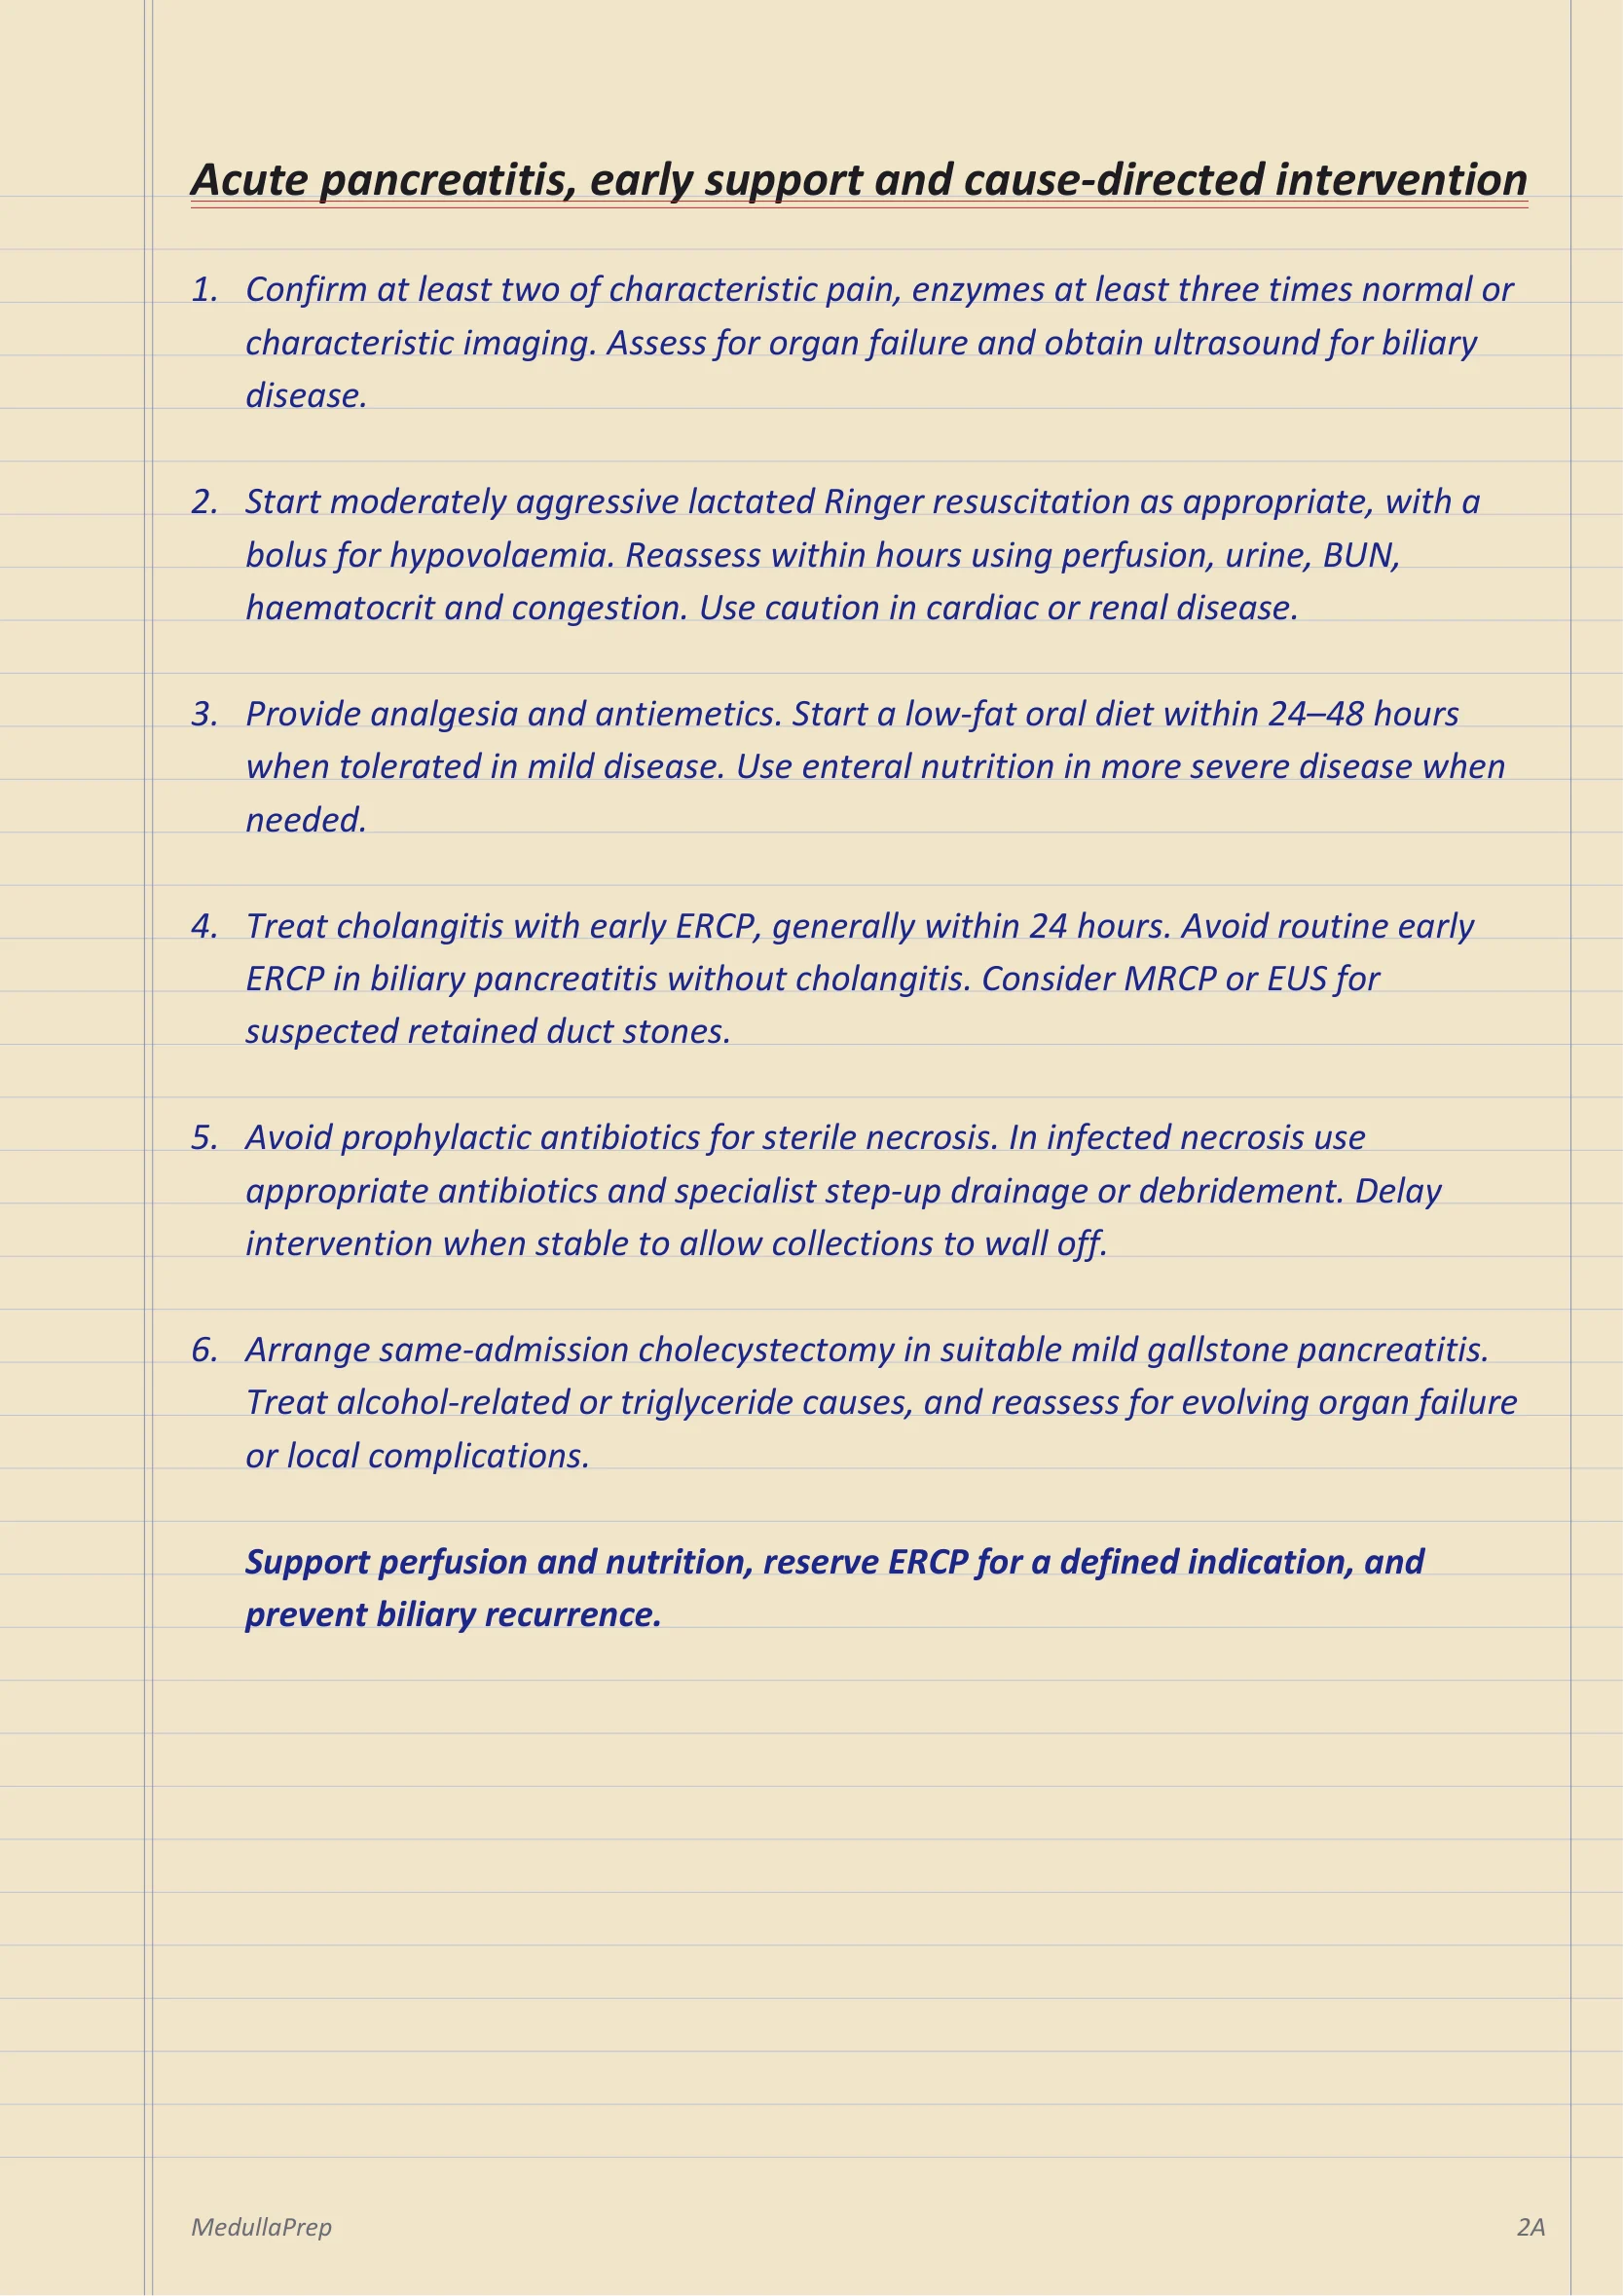 Acute pancreatitis, early support and cause-directed intervention
1. Confirm at least two of characteristic pain, enzymes at least three times normal or
characteristic imaging. Assess for organ failure and obtain ultrasound for biliary
disease.
2. Start moderately aggressive lactated Ringer resuscitation as appropriate, with a
bolus for hypovolaemia. Reassess within hours using perfusion, urine, BUN,
haematocrit and congestion. Use caution in cardiac or renal disease.
3. Provide analgesia and antiemetics. Start a low-fat oral diet within 24–48 hours
when tolerated in mild disease. Use enteral nutrition in more severe disease when
needed.
4. Treat cholangitis with early ERCP, generally within 24 hours. Avoid routine early
ERCP in biliary pancreatitis without cholangitis. Consider MRCP or EUS for
suspected retained duct stones.
5. Avoid prophylactic antibiotics for sterile necrosis. In infected necrosis use
appropriate antibiotics and specialist step-up drainage or debridement. Delay
intervention when stable to allow collections to wall off.
6. Arrange same-admission cholecystectomy in suitable mild gallstone pancreatitis.
Treat alcohol-related or triglyceride causes, and reassess for evolving organ failure
or local complications.
Support perfusion and nutrition, reserve ERCP for a defined indication, and
prevent biliary recurrence.
MedullaPrep
2A